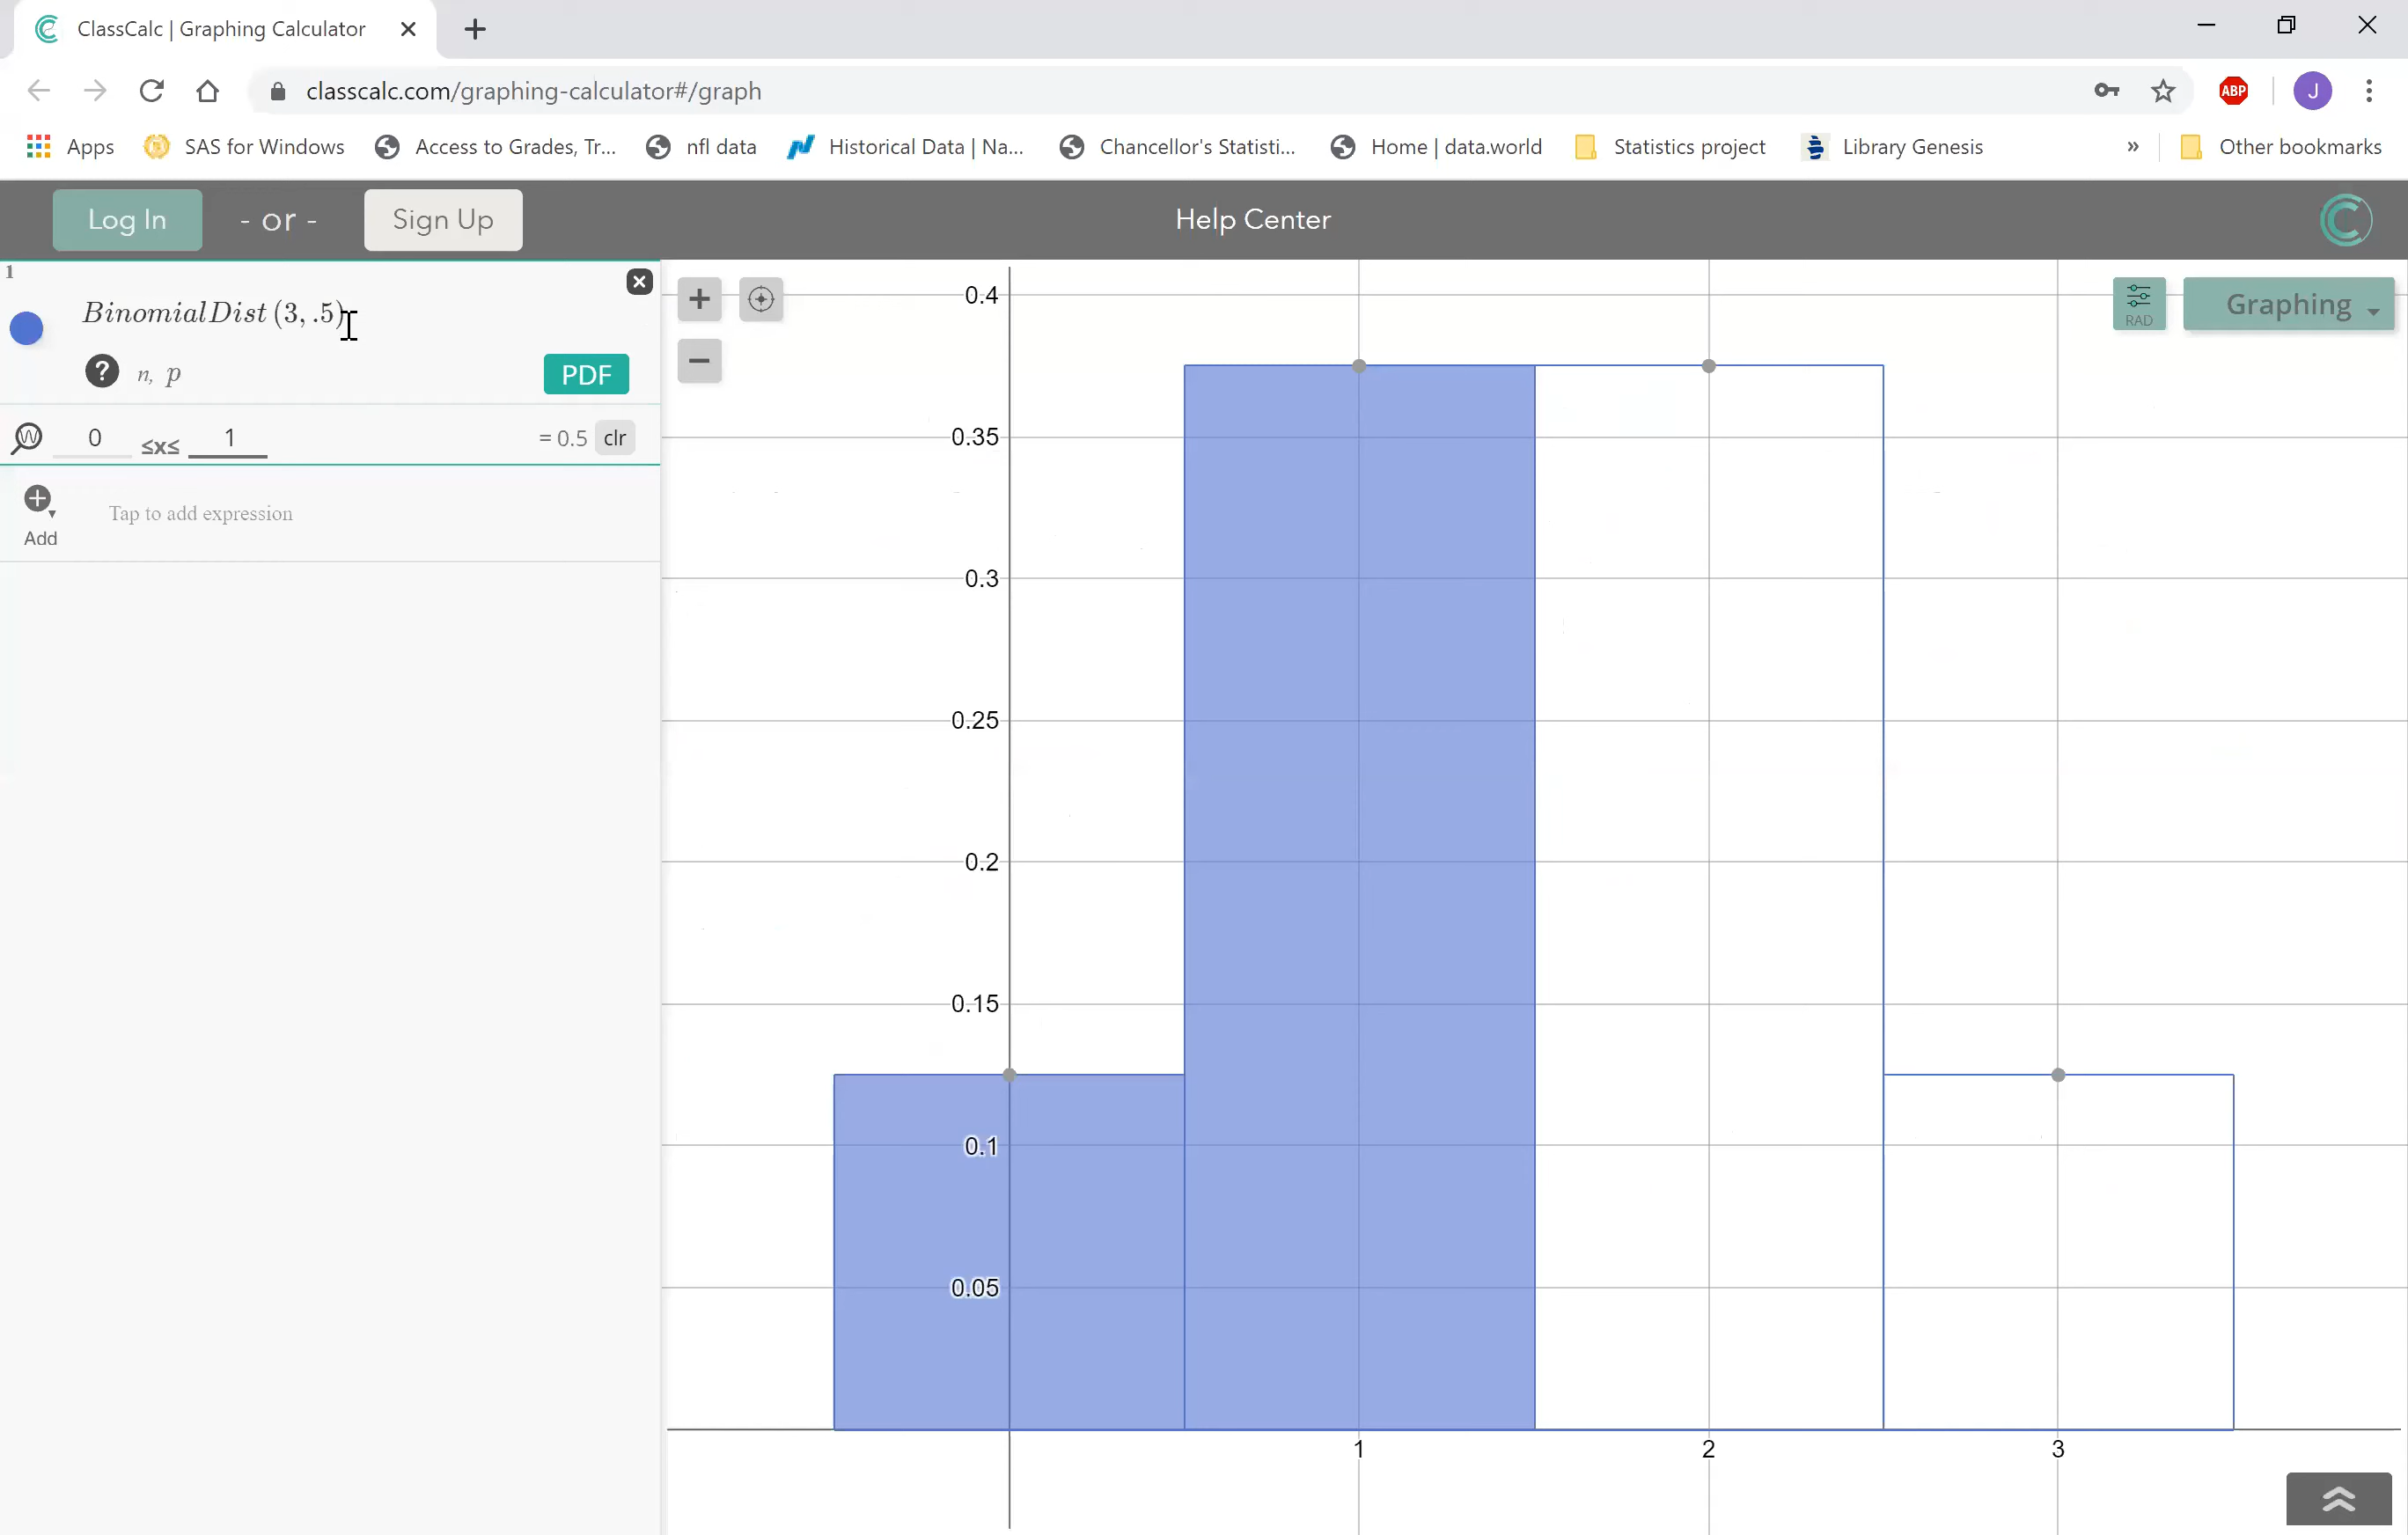 ClassCalc | Graphing Calculator
classcalc.com/graphing-calculator#/graph
ABP
J
Apps
SAS for Windows
Access to Grades, Tr...
nfl data
Historical Data | Na...
Chancellor's Statisti...
Home | data.world
Statistics project
Library Genesis
»
Other bookmarks
Log In
- or -
Sign Up
Help Center
1
BinomialDist (3, .5)
? n, p
PDF
0 ≤x≤ 1
= 0.5 clr
Add
Tap to add expression
+
−
RAD
Graphing
0.4
0.35
0.3
0.25
0.2
0.15
0.1
0.05
1 2 3